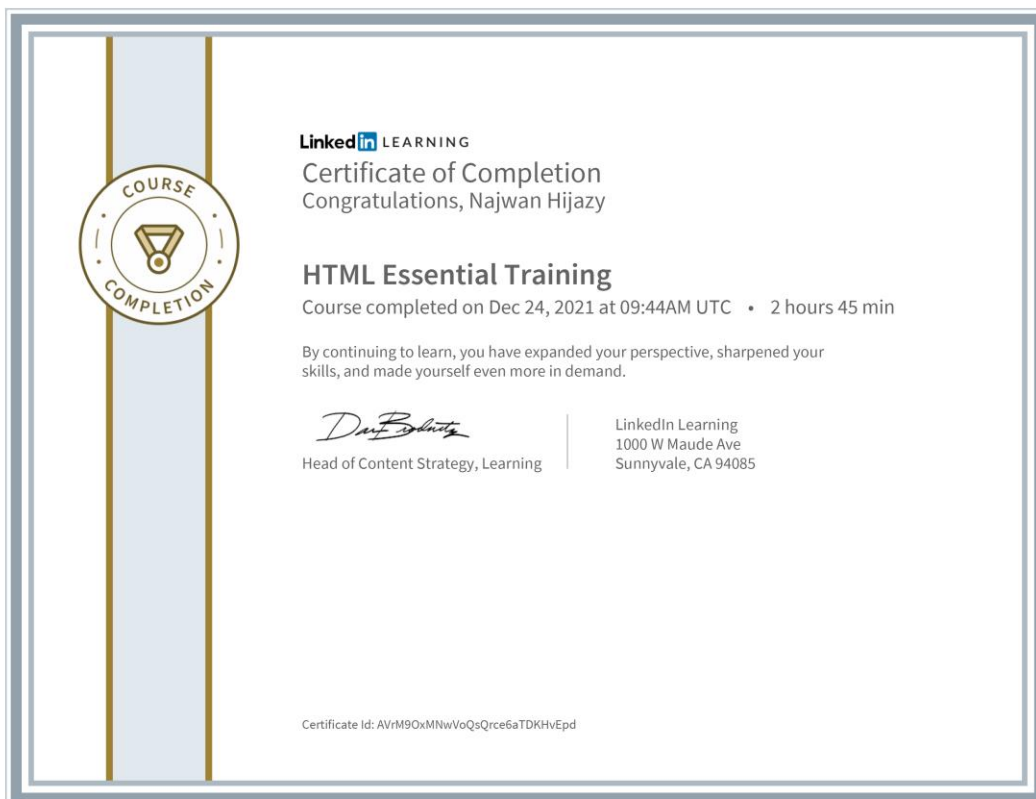 COURSE
COMPLETION
Linked in LEARNING
Certificate of Completion
Congratulations, Najwan Hijazy
HTML Essential Training
Course completed on Dec 24, 2021 at 09:44AM UTC • 2 hours 45 min
By continuing to learn, you have expanded your perspective, sharpened your
skills, and made yourself even more in demand.
Head of Content Strategy, Learning
LinkedIn Learning
1000 W Maude Ave
Sunnyvale, CA 94085
Certificate Id: AVrM9OxMNwVoQsQrce6aTDKHvEpd